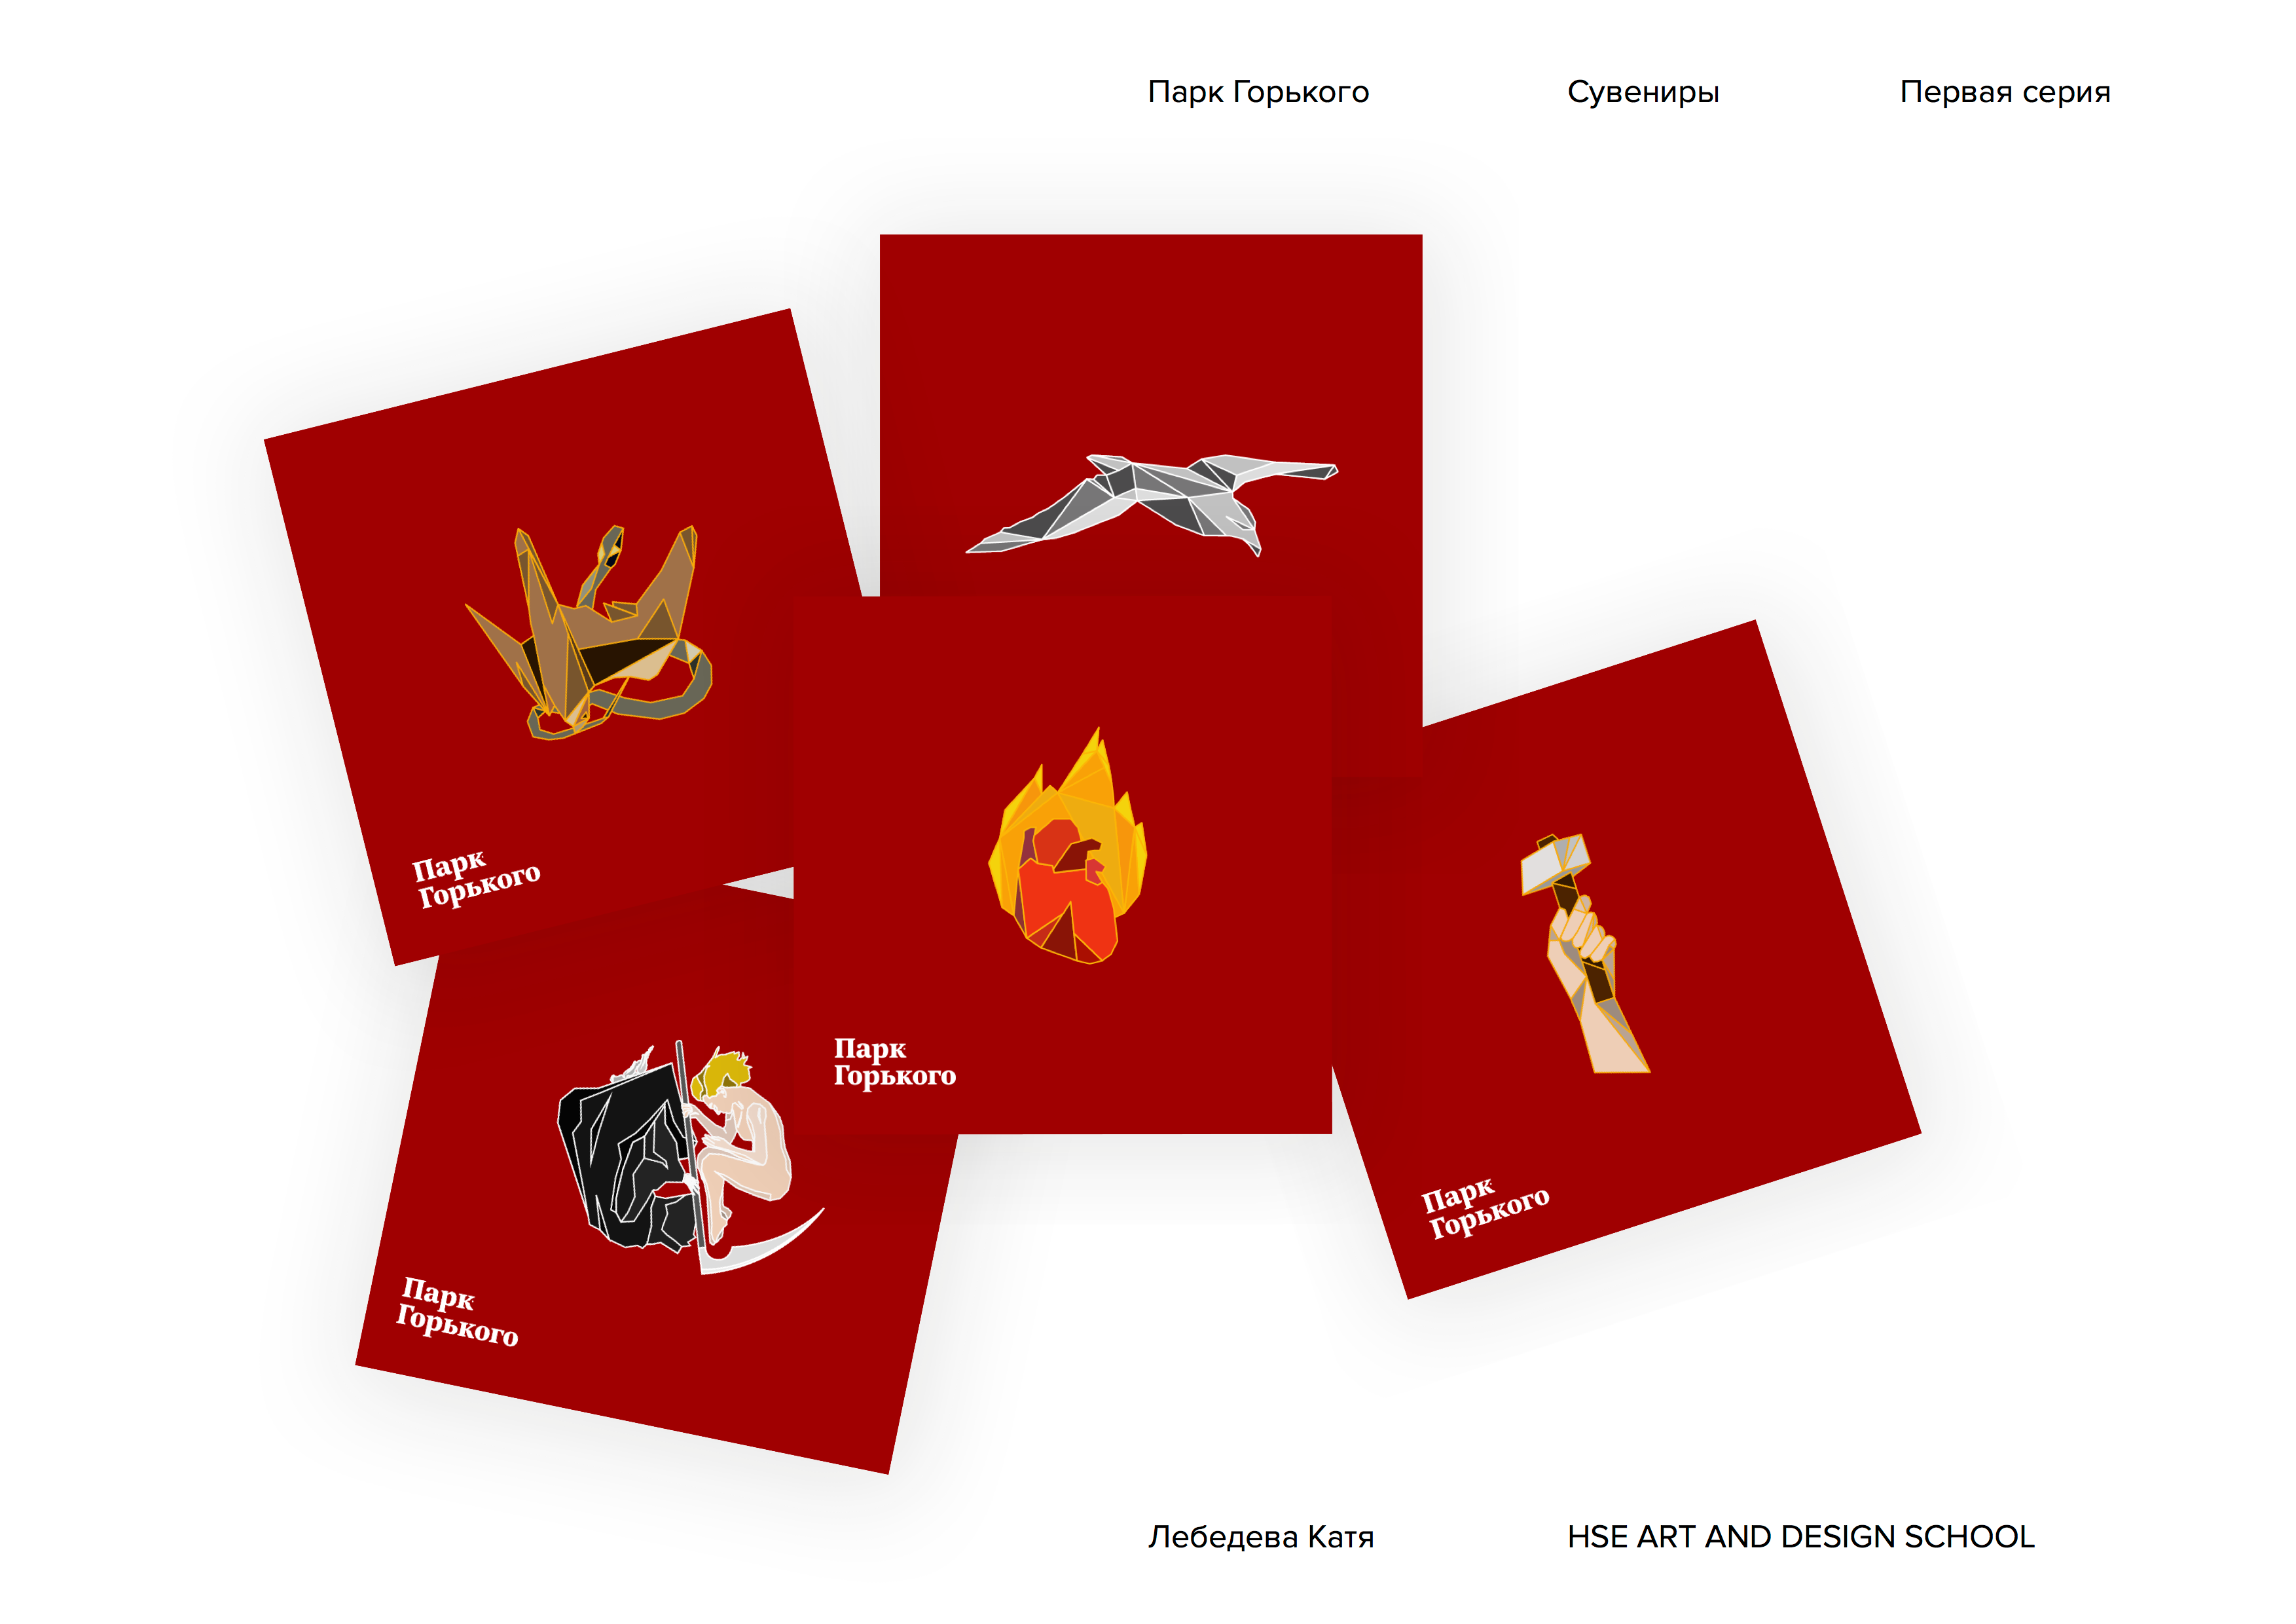 Парк Горького
Сувениры
Первая серия
Парк
Горького
Парк
Горького
Парк
Горького
Парк
Горького
Лебедева Катя
HSE ART AND DESIGN SCHOOL